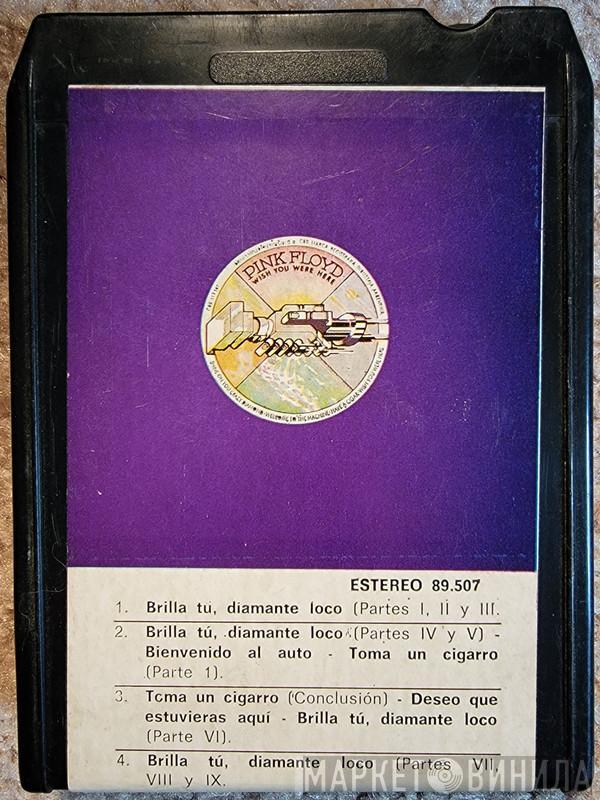 PINK FLOYD
WISH YOU WERE HERE
ESTEREO 89.507
1. Brilla tu, diamante loco (Partes I, II y III.
2. Brilla tú, diamante loco (Partes IV y V) -
Bienvenido al auto - Toma un cigarro
(Parte 1).
3. Toma un cigarro (Conclusión) - Deseo que
estuvieras aquí - Brilla tú, diamante loco
(Parte VI).
4. Brilla tú, diamante loco (Partes VII,
VIII y IX.
МАРКЕТ ВИНИЛА